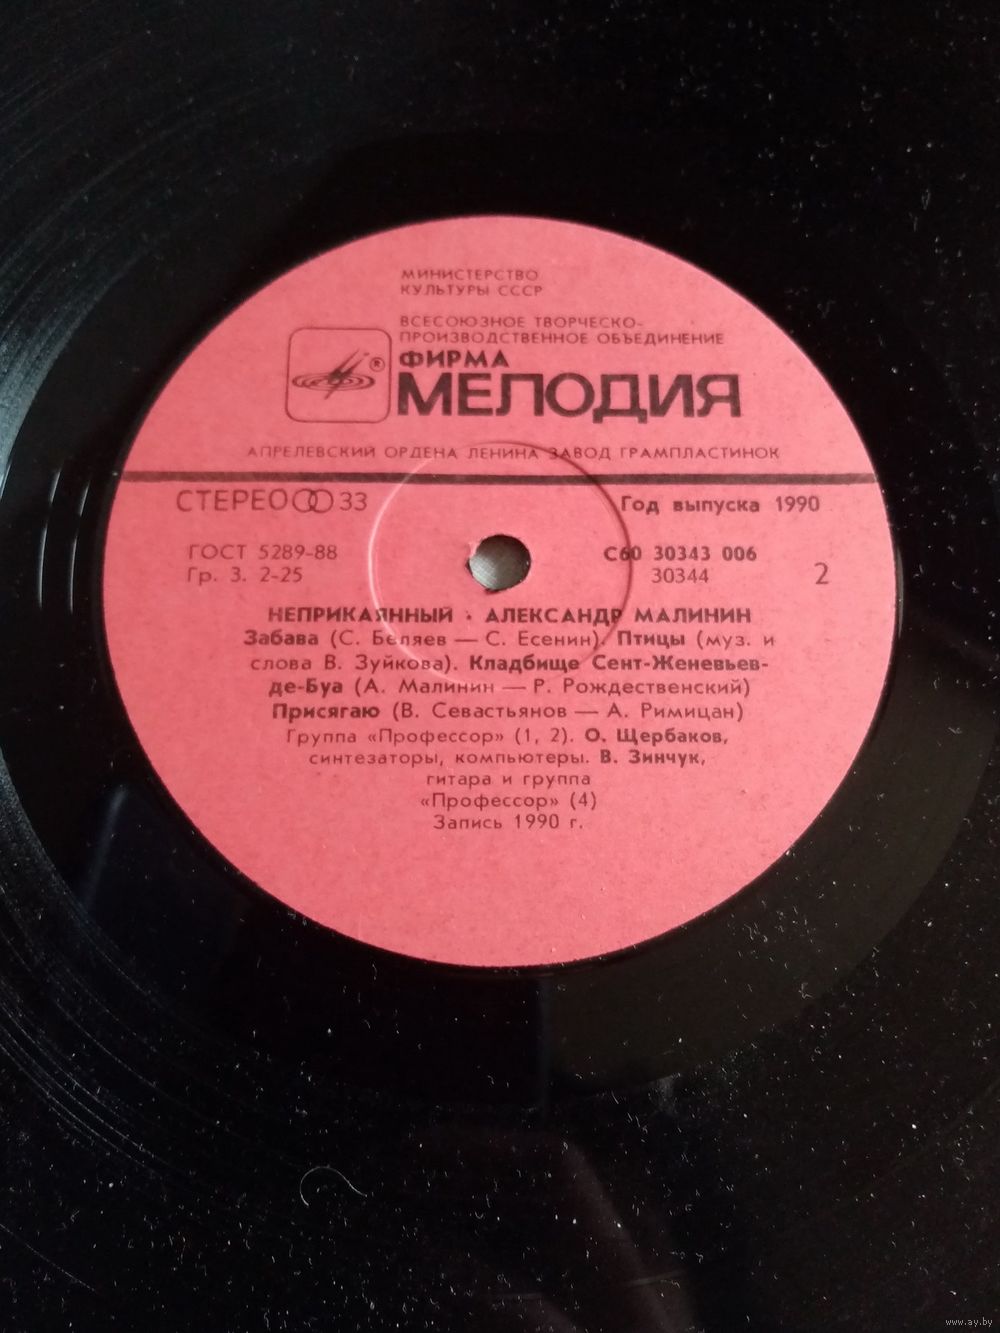 МИНИСТЕРСТВО
КУЛЬТУРЫ СССР
ВСЕСОЮЗНОЕ ТВОРЧЕСКО-
ПРОИЗВОДСТВЕННОЕ ОБЪЕДИНЕНИЕ
ФИРМА
®
МЕЛОДИЯ
АПРЕЛЕВСКИЙ ОРДЕНА ЛЕНИНА ЗАВОД ГРАМПЛАСТИНОК
СТЕРЕО 33 Год выпуска 1990
ГОСТ 5289-88 С60 30343 006
Гр. 3. 2-25 30344 2
НЕПРИКАЯННЫЙ · АЛЕКСАНДР МАЛИНИН
Забава (С. Беляев — С. Есенин). Птицы (муз. и
слова В. Зуйкова). Кладбище Сент-Женевьев-
де-Буа (А. Малинин — Р. Рождественский)
Присягаю (В. Севастьянов — А. Римицан)
Группа «Профессор» (1, 2). О. Щербаков,
синтезаторы, компьютеры. В. Зинчук,
гитара и группа
«Профессор» (4)
Запись 1990 г.
www.ay.by